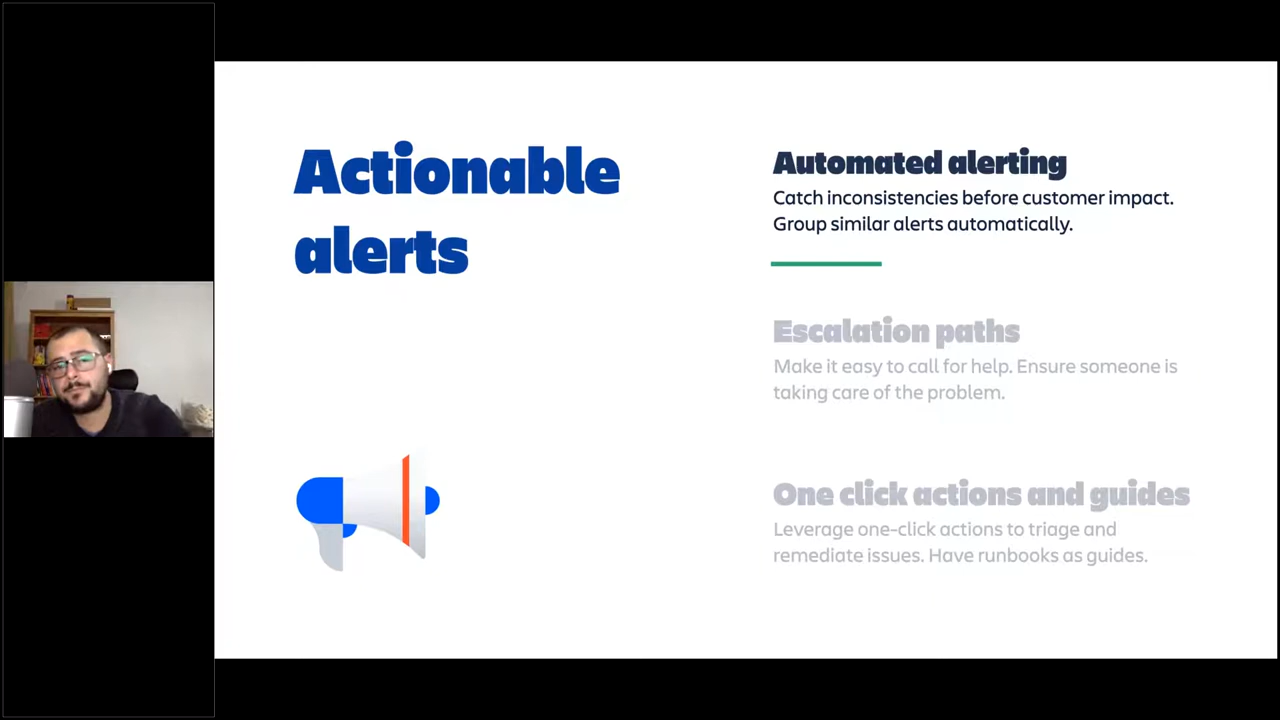 Actionable
alerts
Automated alerting
Catch inconsistencies before customer impact.
Group similar alerts automatically.
Escalation paths
Make it easy to call for help. Ensure someone is
taking care of the problem.
One click actions and guides
Leverage one-click actions to triage and
remediate issues. Have runbooks as guides.